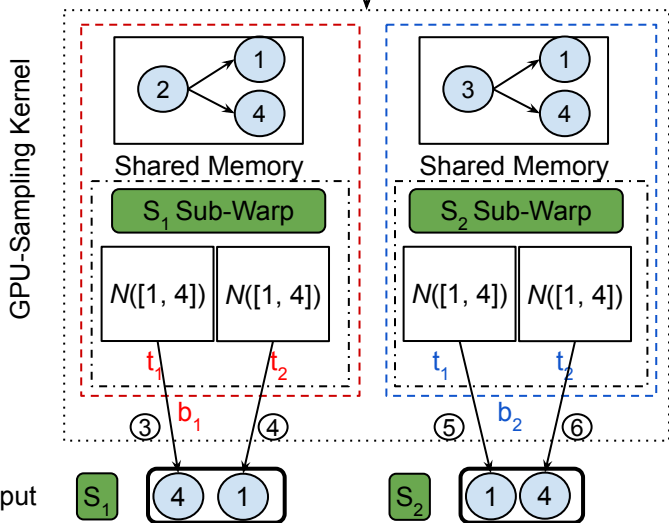 GPU-Sampling Kernel
1
2
4
1
3
4
Shared Memory
Shared Memory
S1 Sub-Warp
S2 Sub-Warp
N([1, 4])
N([1, 4])
N([1, 4])
N([1, 4])
t1
t2
t1
t2
b1
b2
3
4
5
6
put
S1
4
1
S2
1
4